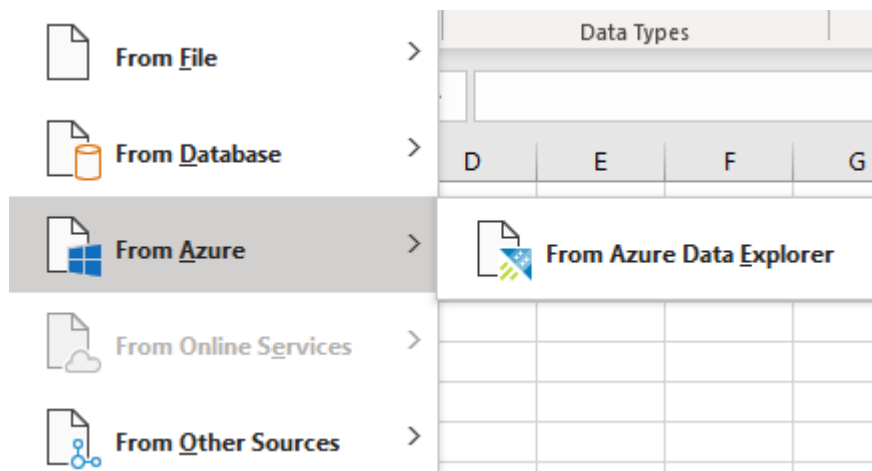 From File
Data Types
From Database
D E F G
From Azure
From Azure Data Explorer
From Online Services
From Other Sources